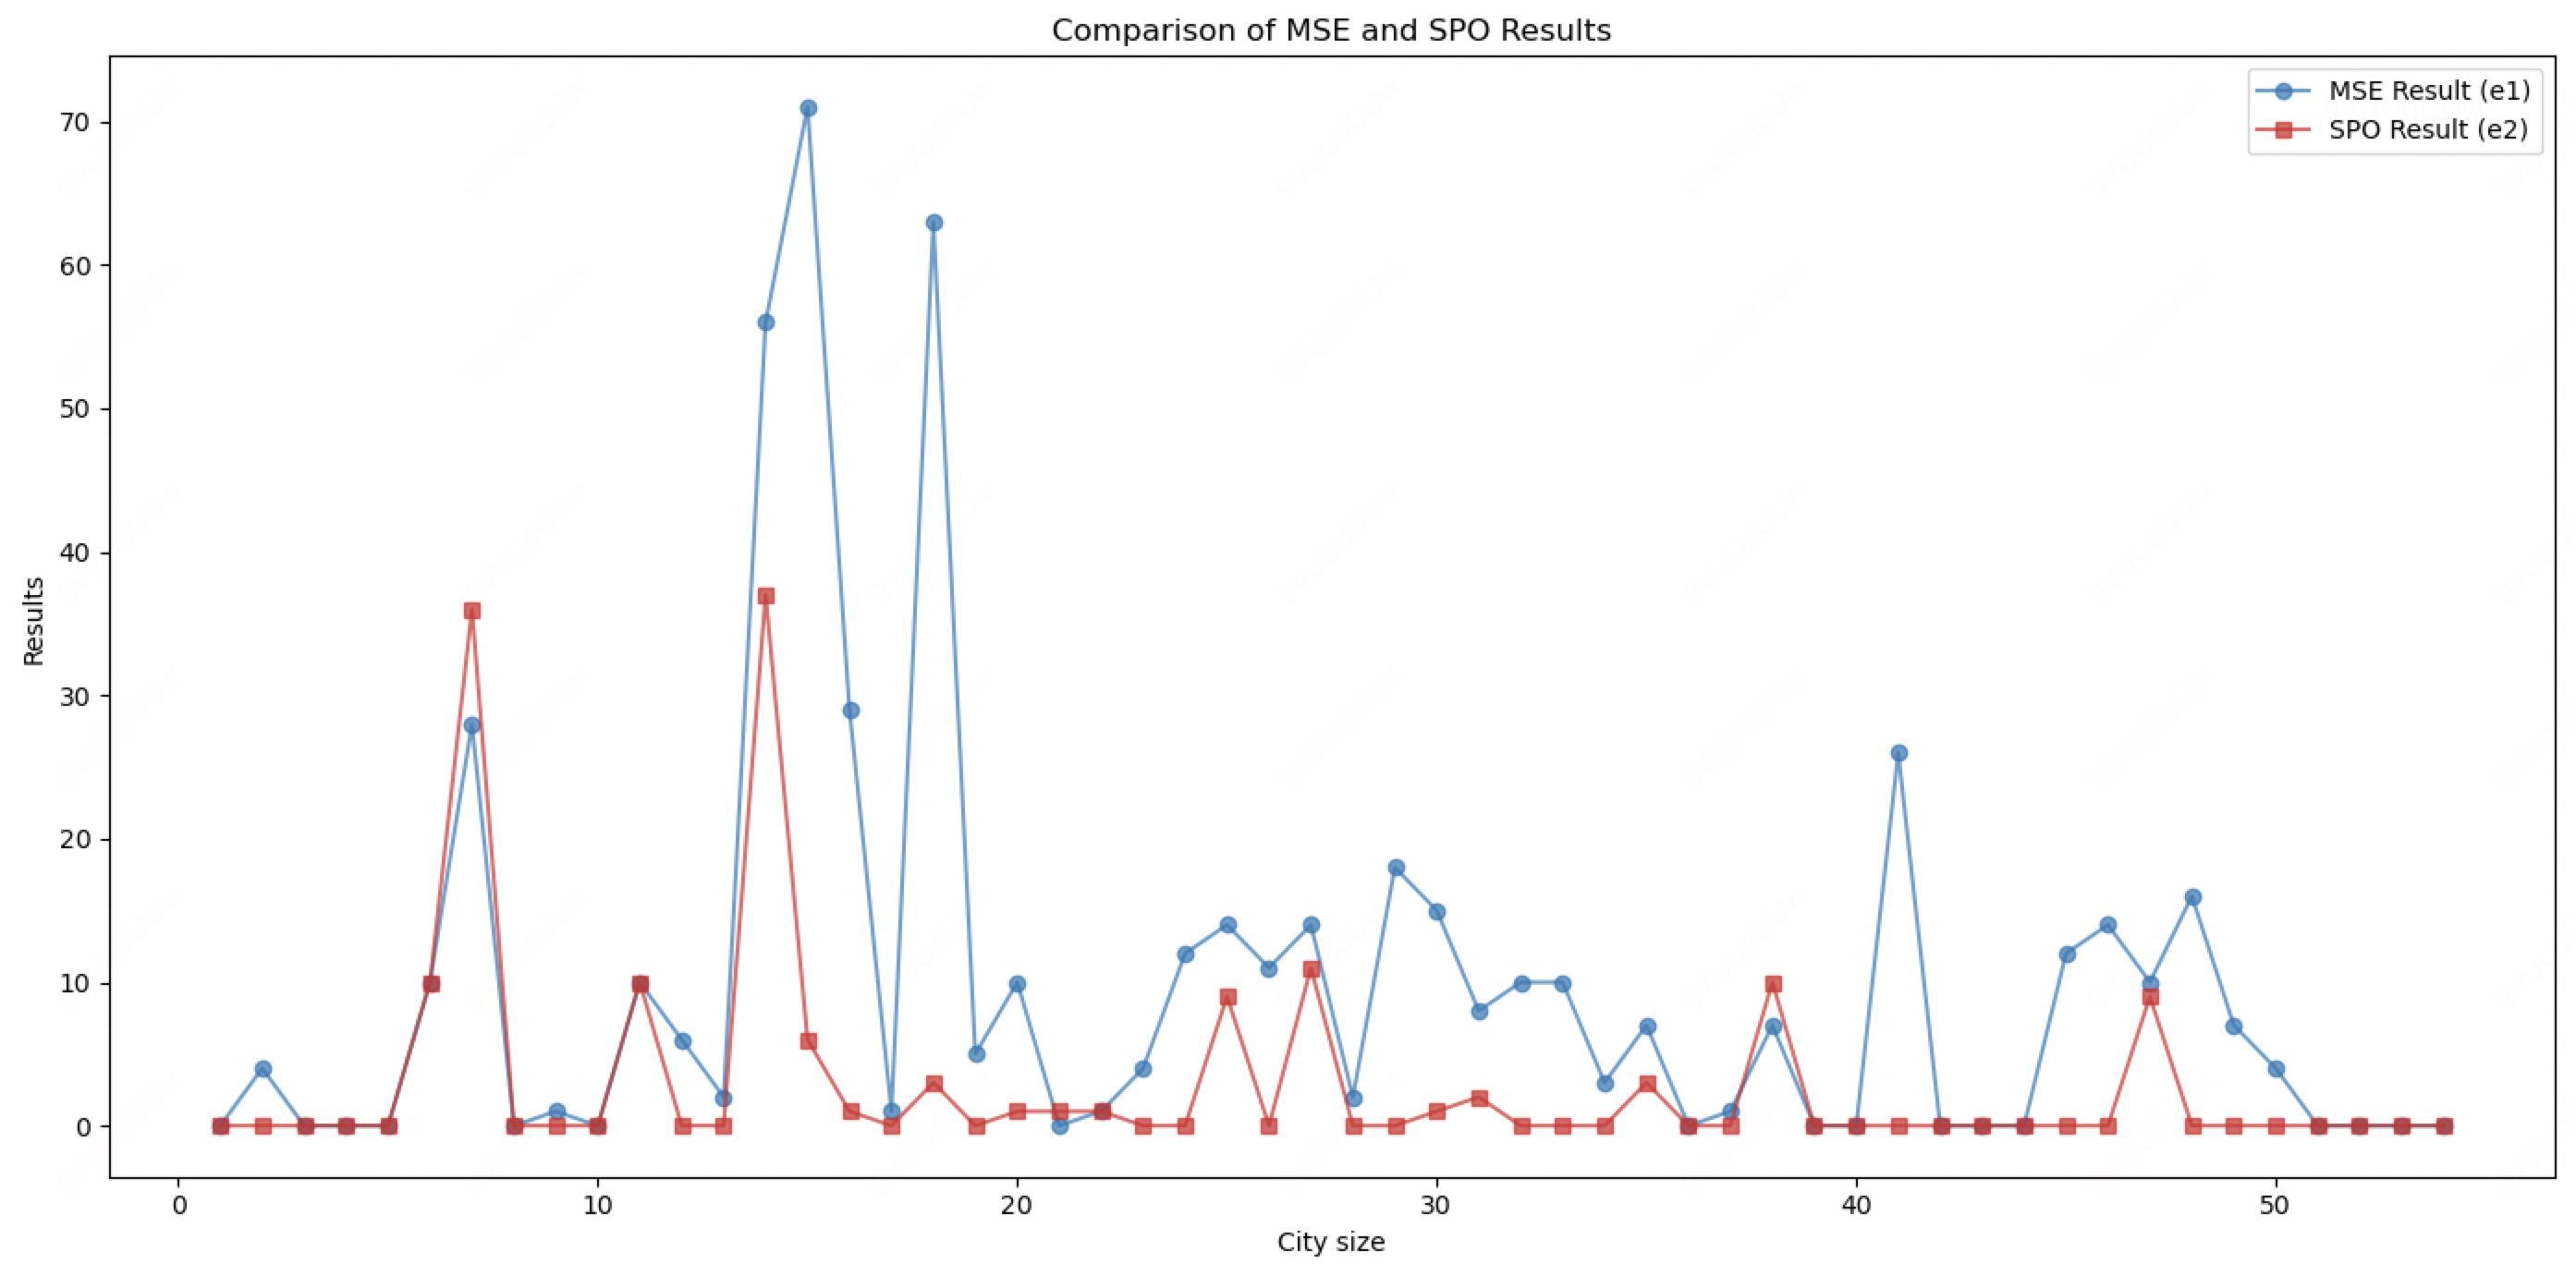 Comparison of MSE and SPO Results
MSE Result (e1)
SPO Result (e2)
70
60
50
40
30
20
10
0
Results
0 10 20 30 40 50
City size